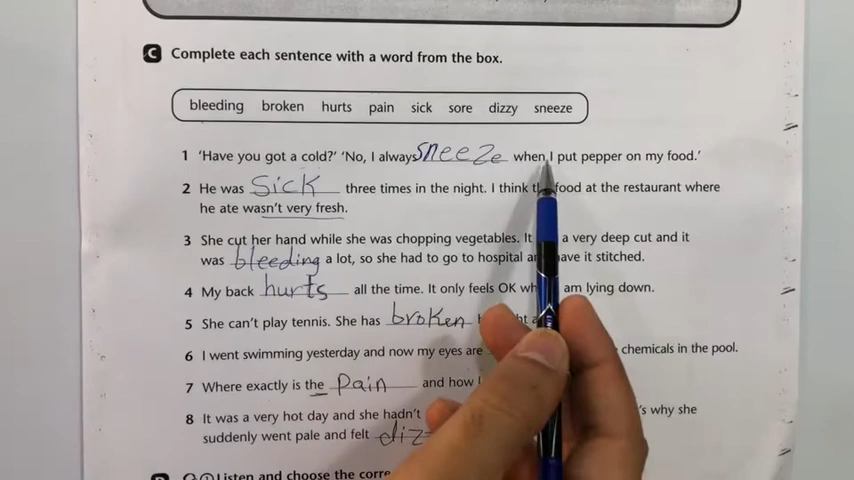 C Complete each sentence with a word from the box.
bleeding broken hurts pain sick sore dizzy sneeze
1 'Have you got a cold?' 'No, I always sneeze when I put pepper on my food.'
2 He was sick three times in the night. I think food at the restaurant where
he ate wasn't very fresh.
3 She cut her hand while she was chopping vegetables. It a very deep cut and it
was bleeding a lot, so she had to go to hospital have it stitched.
4 My back hurts all the time. It only feels OK am lying down.
5 She can't play tennis. She has broken
6 I went swimming yesterday and now my eyes are chemicals in the pool.
7 Where exactly is the pain and how
8 It was a very hot day and she hadn't 's why she
suddenly went pale and felt
Listen and choose the